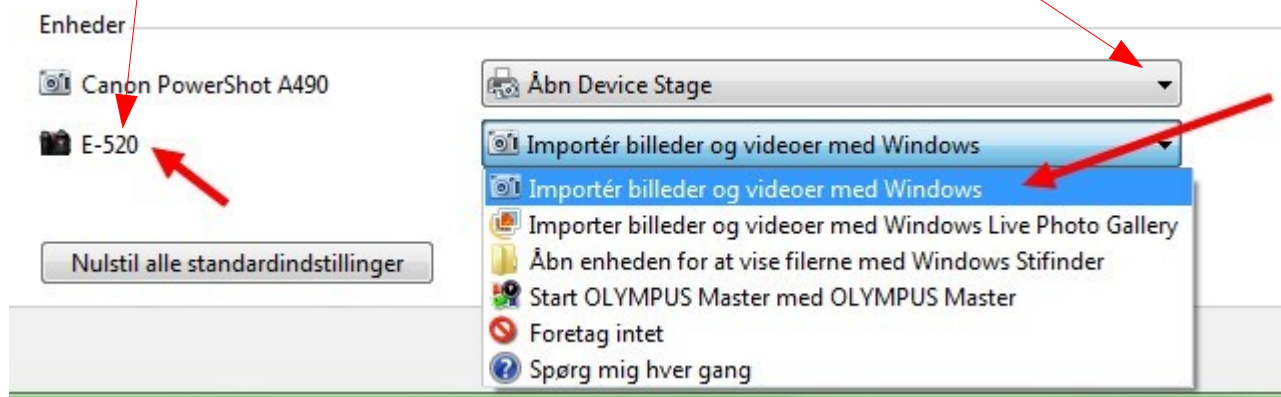 Enheder
Canon PowerShot A490
Åbn Device Stage
E-520
Importér billeder og videoer med Windows
Importér billeder og videoer med Windows
Importer billeder og videoer med Windows Live Photo Gallery
Åbn enheden for at vise filerne med Windows Stifinder
Start OLYMPUS Master med OLYMPUS Master
Foretag intet
Spørg mig hver gang
Nulstil alle standardindstillinger